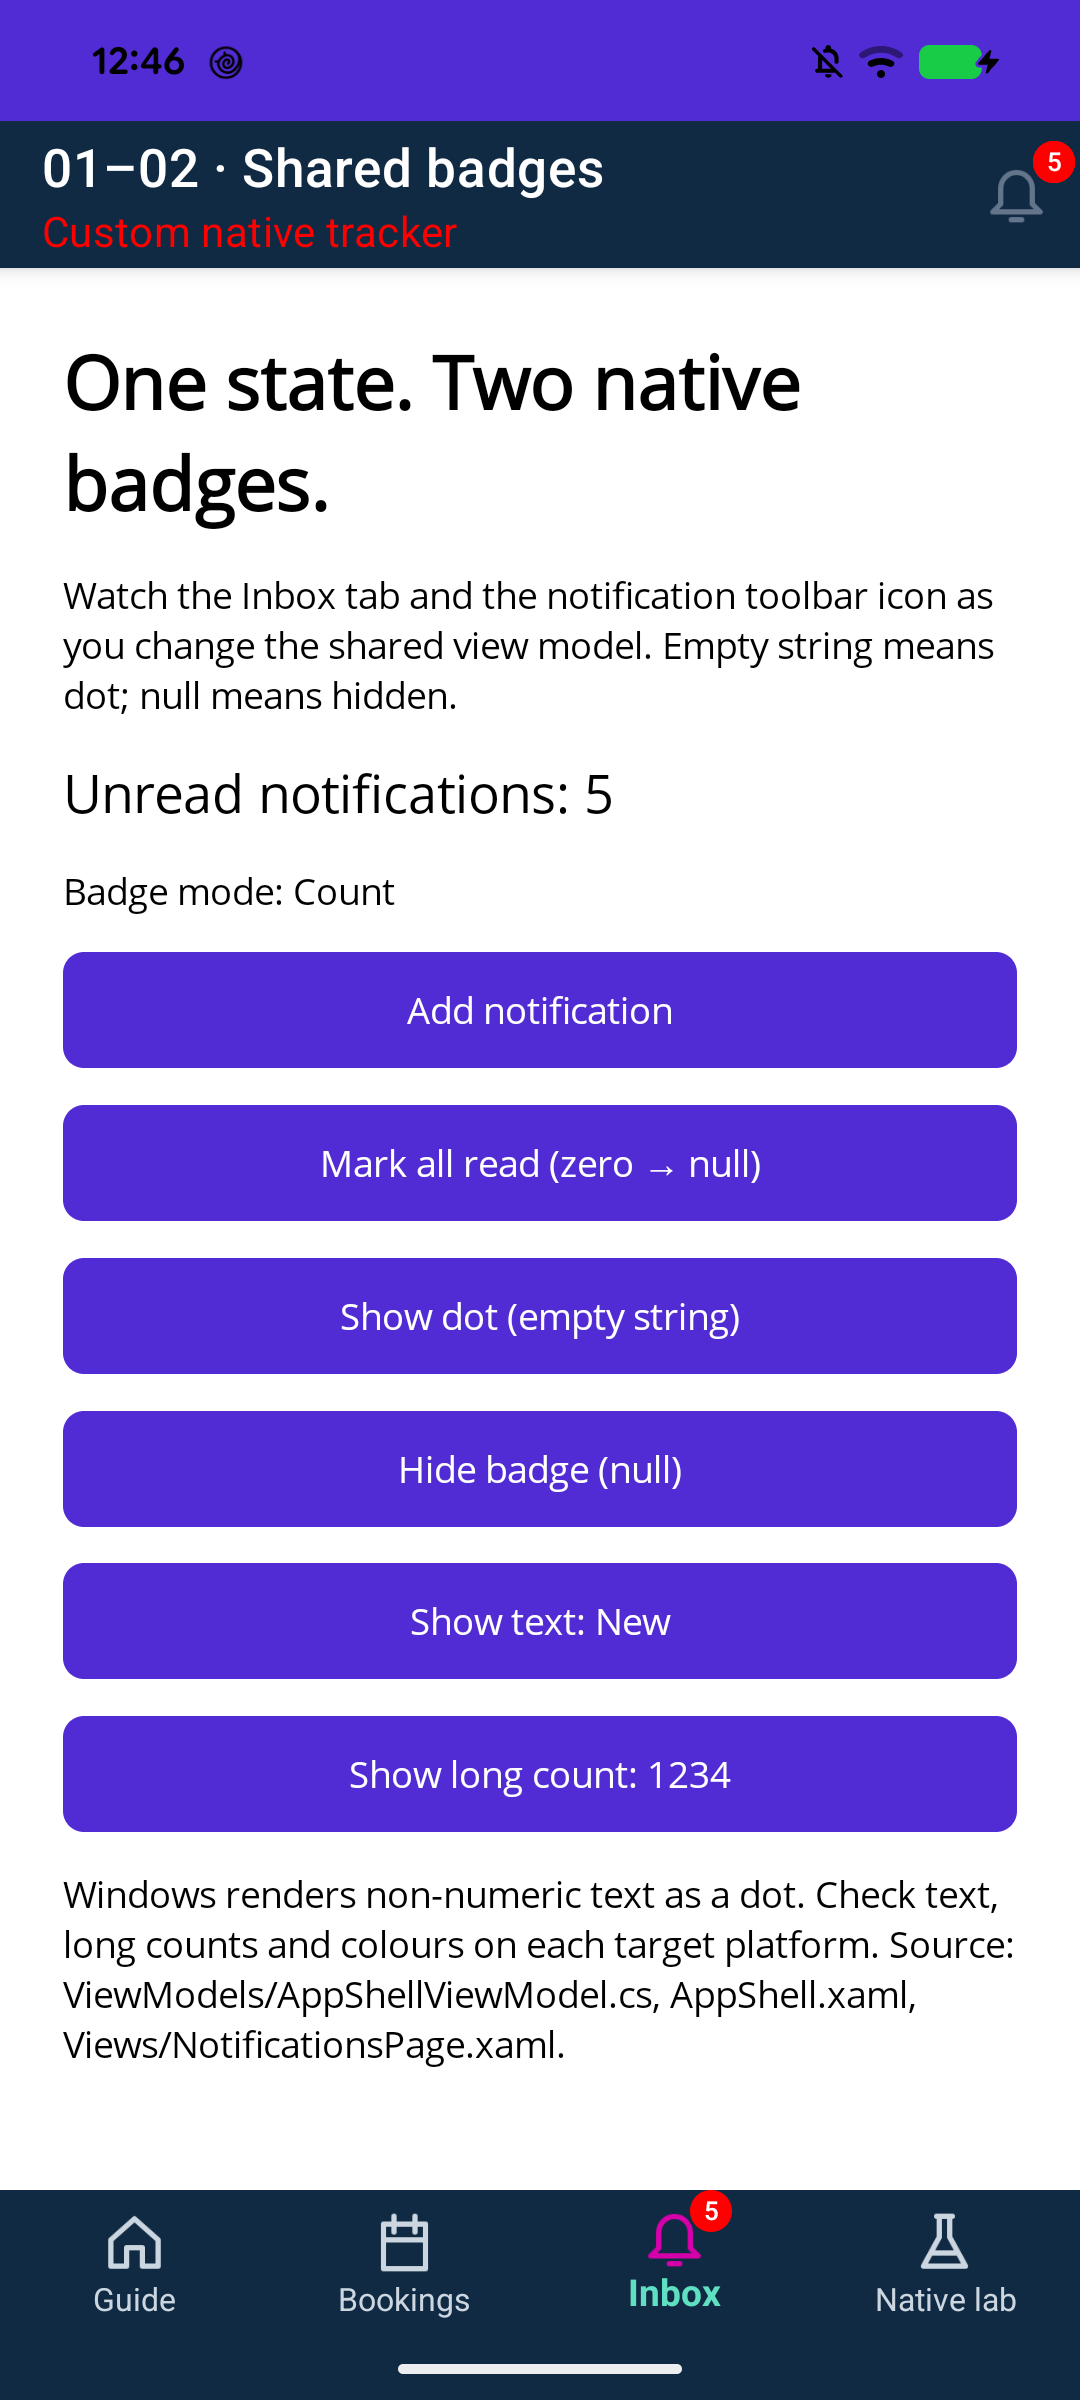 12:46
01–02 · Shared badges
5
Custom native tracker
One state. Two native
badges.
Watch the Inbox tab and the notification toolbar icon as
you change the shared view model. Empty string means
dot; null means hidden.
Unread notifications: 5
Badge mode: Count
Add notification
Mark all read (zero → null)
Show dot (empty string)
Hide badge (null)
Show text: New
Show long count: 1234
Windows renders non-numeric text as a dot. Check text,
long counts and colours on each target platform. Source:
ViewModels/AppShellViewModel.cs, AppShell.xaml,
Views/NotificationsPage.xaml.
5
Guide
Bookings
Inbox
Native lab